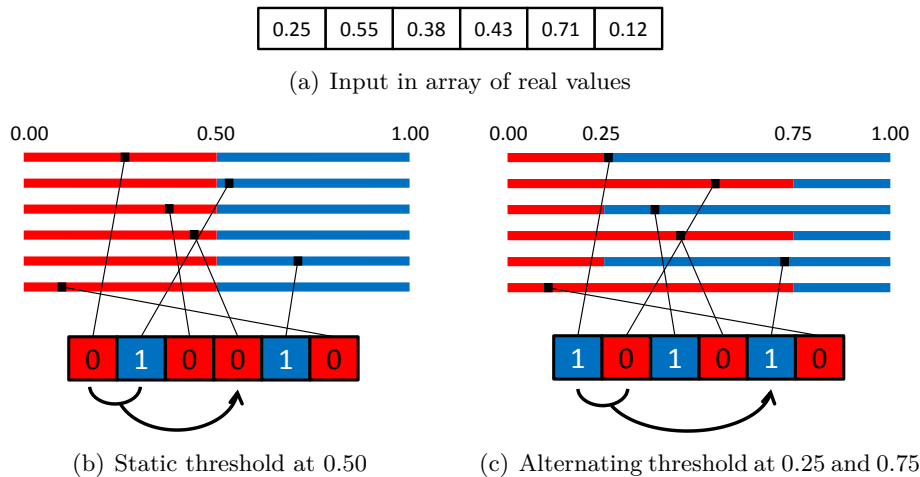 0.25 0.55 0.38 0.43 0.71 0.12
(a) Input in array of real values
0.00 0.50 1.00
0 1 0 0 1 0
(b) Static threshold at 0.50
0.00 0.25 0.75 1.00
1 0 1 0 1 0
(c) Alternating threshold at 0.25 and 0.75